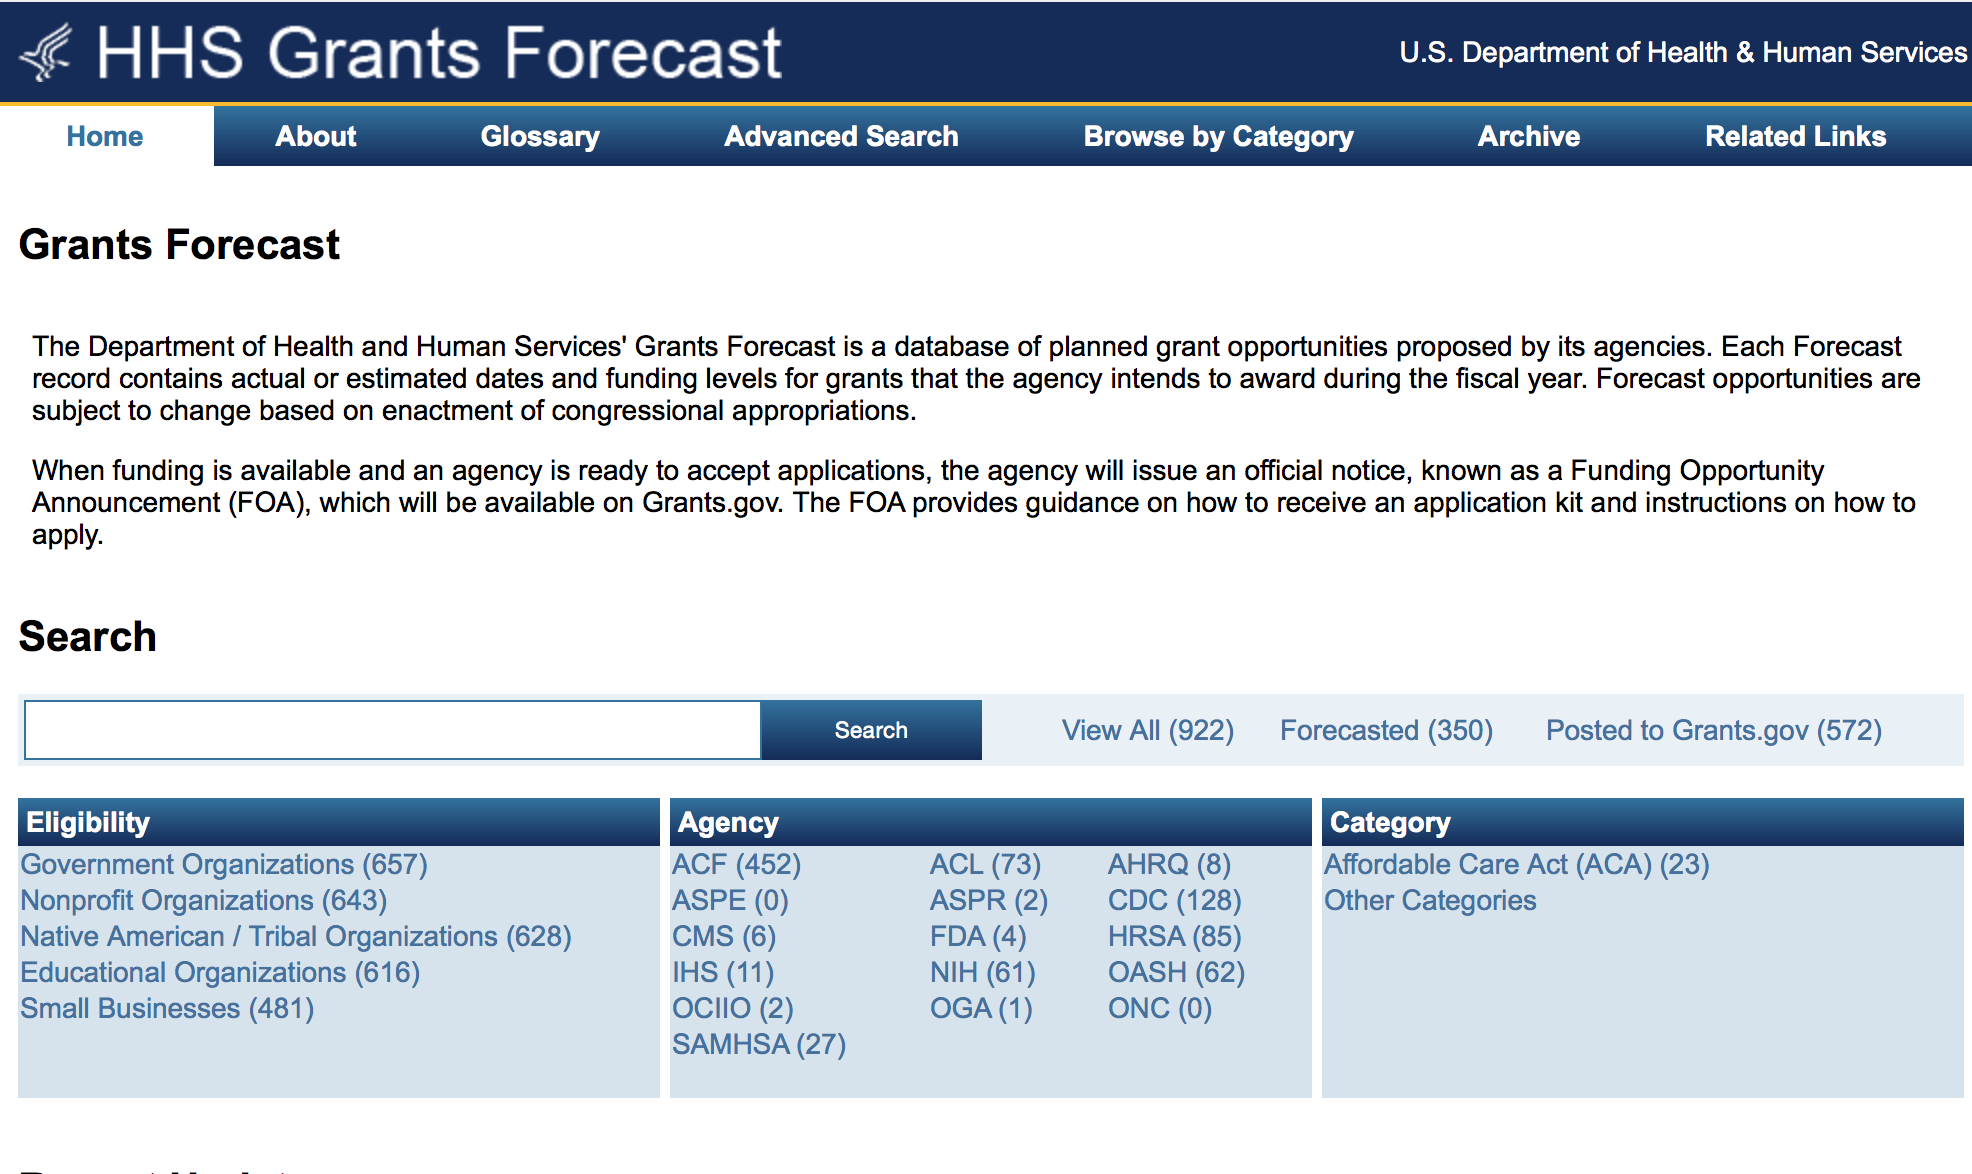 HHS Grants Forecast
U.S. Department of Health & Human Services
Home About Glossary Advanced Search Browse by Category Archive Related Links
Grants Forecast
The Department of Health and Human Services' Grants Forecast is a database of planned grant opportunities proposed by its agencies. Each Forecast
record contains actual or estimated dates and funding levels for grants that the agency intends to award during the fiscal year. Forecast opportunities are
subject to change based on enactment of congressional appropriations.
When funding is available and an agency is ready to accept applications, the agency will issue an official notice, known as a Funding Opportunity
Announcement (FOA), which will be available on Grants.gov. The FOA provides guidance on how to receive an application kit and instructions on how to
apply.
Search
Search View All (922) Forecasted (350) Posted to Grants.gov (572)
Eligibility
Government Organizations (657)
Nonprofit Organizations (643)
Native American / Tribal Organizations (628)
Educational Organizations (616)
Small Businesses (481)
Agency
ACF (452) ACL (73) AHRQ (8)
ASPE (0) ASPR (2) CDC (128)
CMS (6) FDA (4) HRSA (85)
IHS (11) NIH (61) OASH (62)
OCIIO (2) OGA (1) ONC (0)
SAMHSA (27)
Category
Affordable Care Act (ACA) (23)
Other Categories